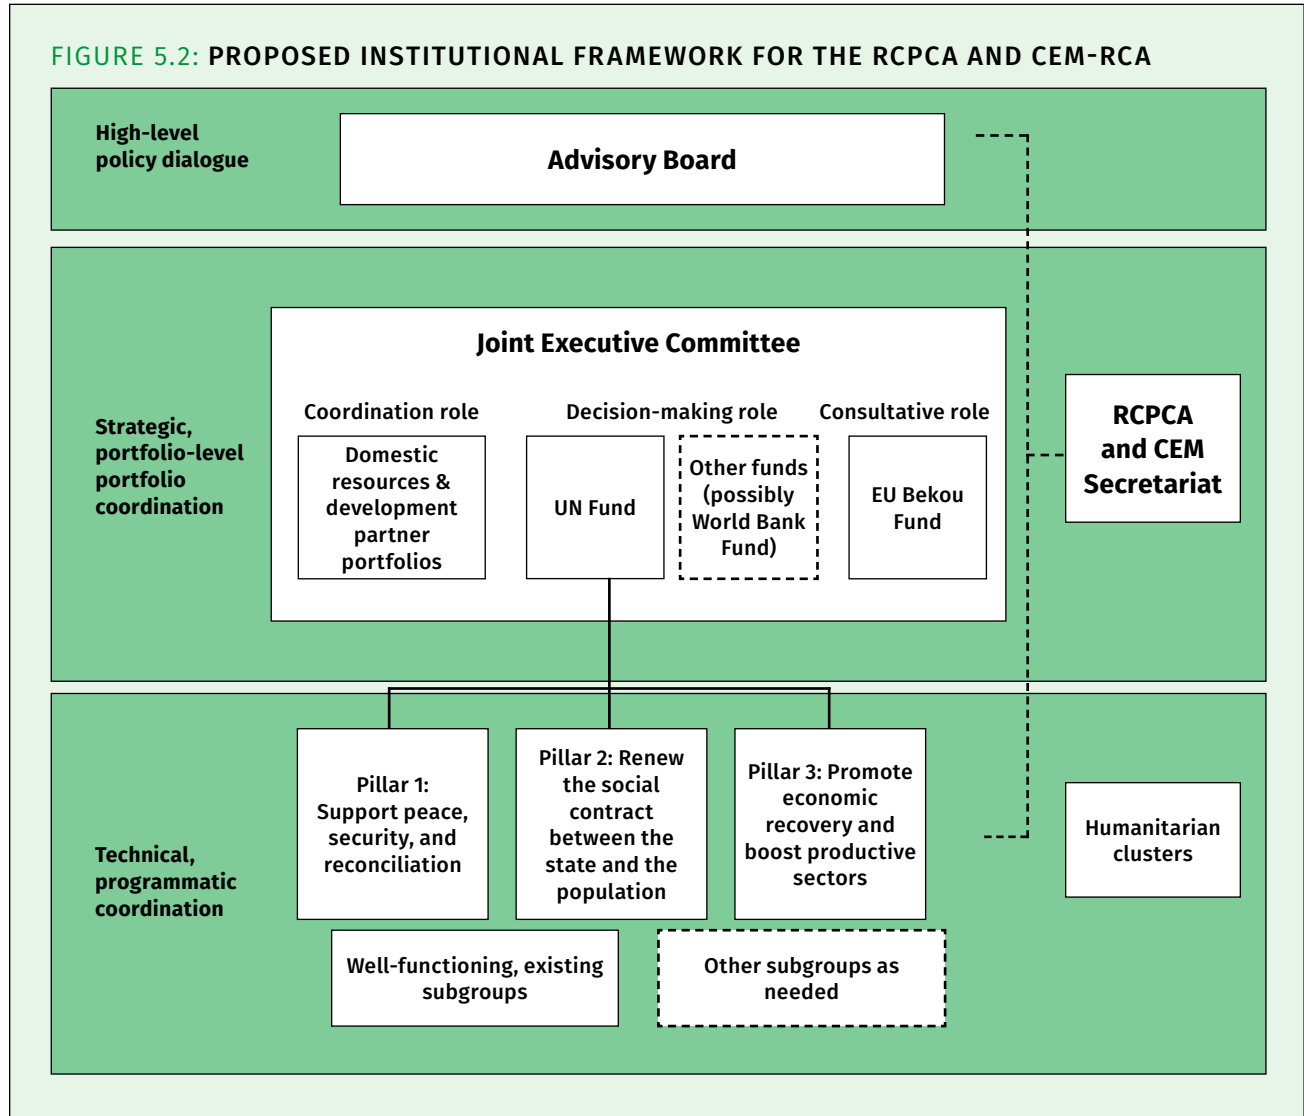 FIGURE 5.2: PROPOSED INSTITUTIONAL FRAMEWORK FOR THE RCPCA AND CEM-RCA
High-level
policy dialogue
Advisory Board
Strategic,
portfolio-level
portfolio
coordination
Joint Executive Committee
Coordination role
Domestic
resources &
development
partner
portfolios
Decision-making role
UN Fund
Other funds
(possibly
World Bank
Fund)
Consultative role
EU Bekou
Fund
RCPCA
and CEM
Secretariat
Technical,
programmatic
coordination
Pillar 1:
Support peace,
security, and
reconciliation
Pillar 2: Renew
the social
contract
between the
state and the
population
Pillar 3: Promote
economic
recovery and
boost productive
sectors
Humanitarian
clusters
Well-functioning, existing
subgroups
Other subgroups as
needed